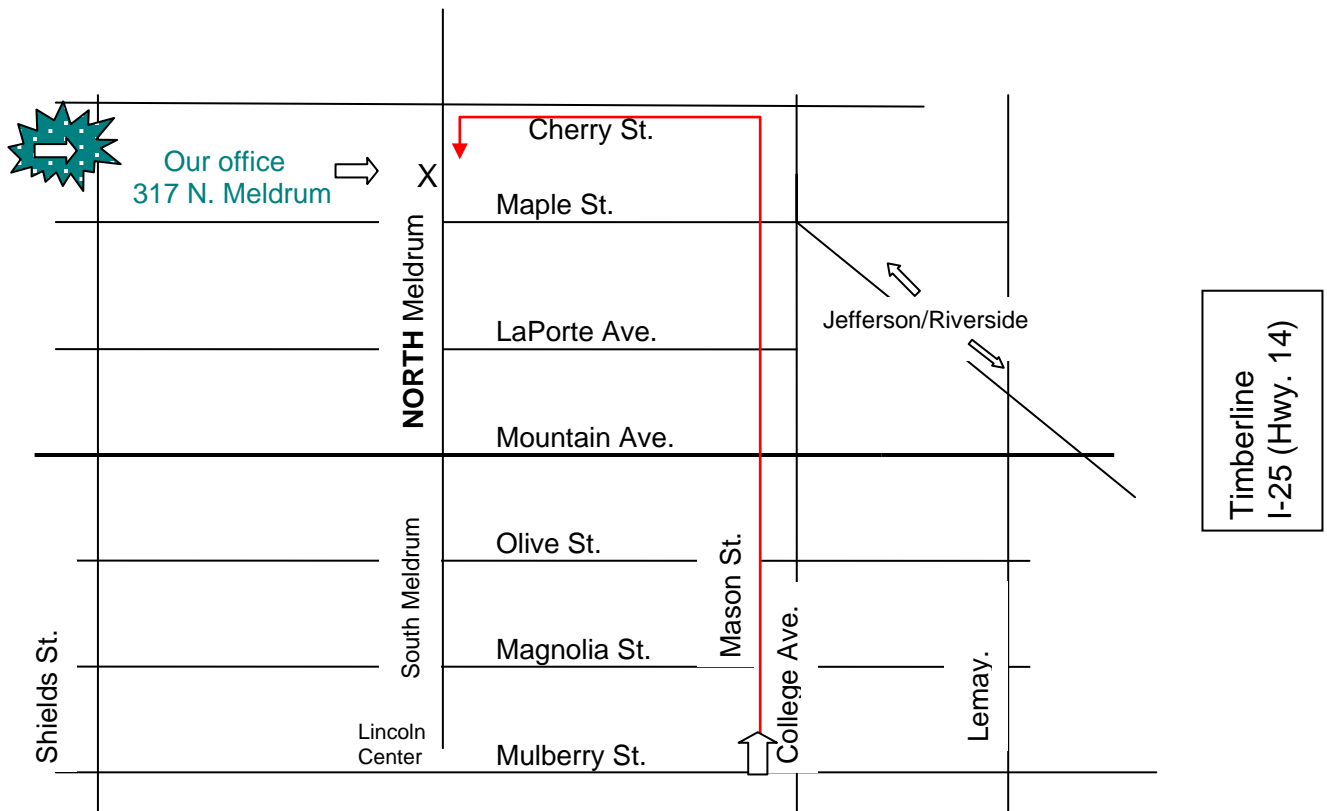 Cherry St.
Our office
317 N. Meldrum
X
Maple St.
NORTH Meldrum
LaPorte Ave.
Jefferson/Riverside
Mountain Ave.
Timberline
I-25 (Hwy. 14)
Olive St.
South Meldrum
Mason St.
Magnolia St.
Shields St.
College Ave.
Lemay.
Lincoln
Center
Mulberry St.